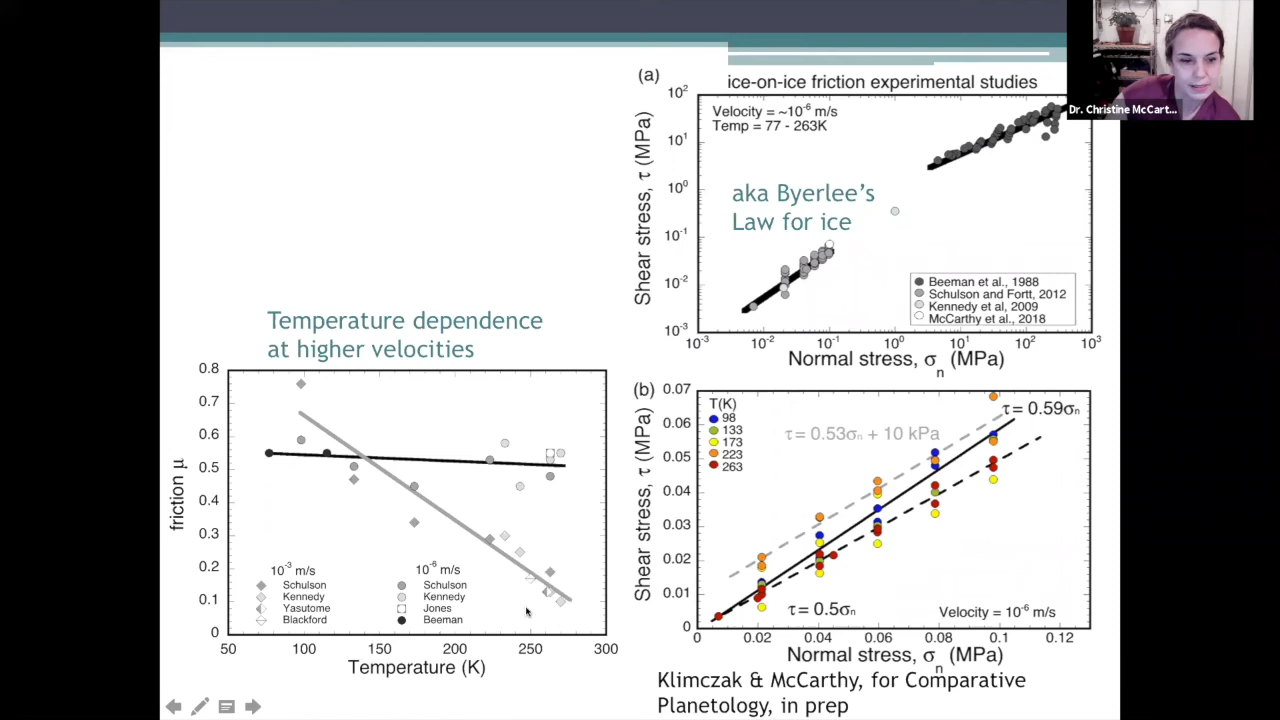 (a)
ice-on-ice friction experimental studies
Dr. Christine McCart...
Shear stress, τ (MPa)
10² 
10¹
10⁰
10⁻¹
10⁻²
10⁻³
Velocity = ~10⁻⁶ m/s
Temp = 77 - 263K
aka Byerlee's
Law for ice
Beeman et al., 1988
Schulson and Fortt, 2012
Kennedy et al, 2009
McCarthy et al., 2018
10⁻³ 10⁻² 10⁻¹ 10⁰ 10¹ 10² 10³
Normal stress, σₙ (MPa)
Temperature dependence
at higher velocities
friction μ
0.8
0.7
0.6
0.5
0.4
0.3
0.2
0.1
0
10⁻³ m/s
Schulson
Kennedy
Yasutome
Blackford
10⁻⁶ m/s
Schulson
Kennedy
Jones
Beeman
50 100 150 200 250 300
Temperature (K)
(b)
Shear stress, τ (MPa)
0.07
0.06
0.05
0.04
0.03
0.02
0.01
0
T(K)
98
133
173
223
263
τ = 0.53σₙ + 10 kPa
τ = 0.59σₙ
τ = 0.5σₙ
Velocity = 10⁻⁶ m/s
0 0.02 0.04 0.06 0.08 0.1 0.12
Normal stress, σₙ (MPa)
Klimczak & McCarthy, for Comparative
Planetology, in prep